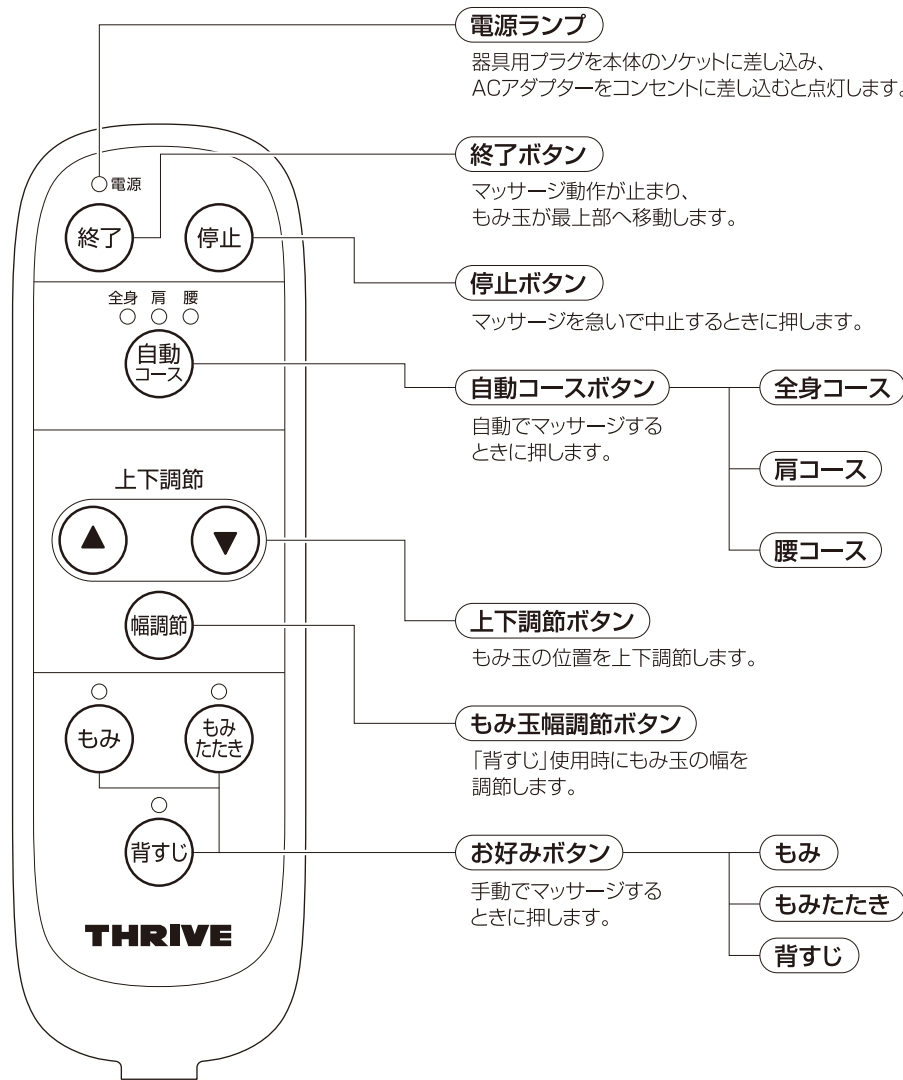 電源ランプ
器具用プラグを本体のソケットに差し込み、
ACアダプターをコンセントに差し込むと点灯します。
終了ボタン
マッサージ動作が止まり、
もみ玉が最上部へ移動します。
停止ボタン
マッサージを急いで中止するときに押します。
自動コースボタン
自動でマッサージする
ときに押します。
全身コース
肩コース
腰コース
上下調節ボタン
もみ玉の位置を上下調節します。
もみ玉幅調節ボタン
「背すじ」使用時にもみ玉の幅を
調節します。
お好みボタン
手動でマッサージする
ときに押します。
もみ
もみたたき
背すじ
電源
終了
停止
全身 肩 腰
自動
コース
上下調節
▲ ▼
幅調節
もみ
もみ
たたき
背すじ
THRIVE